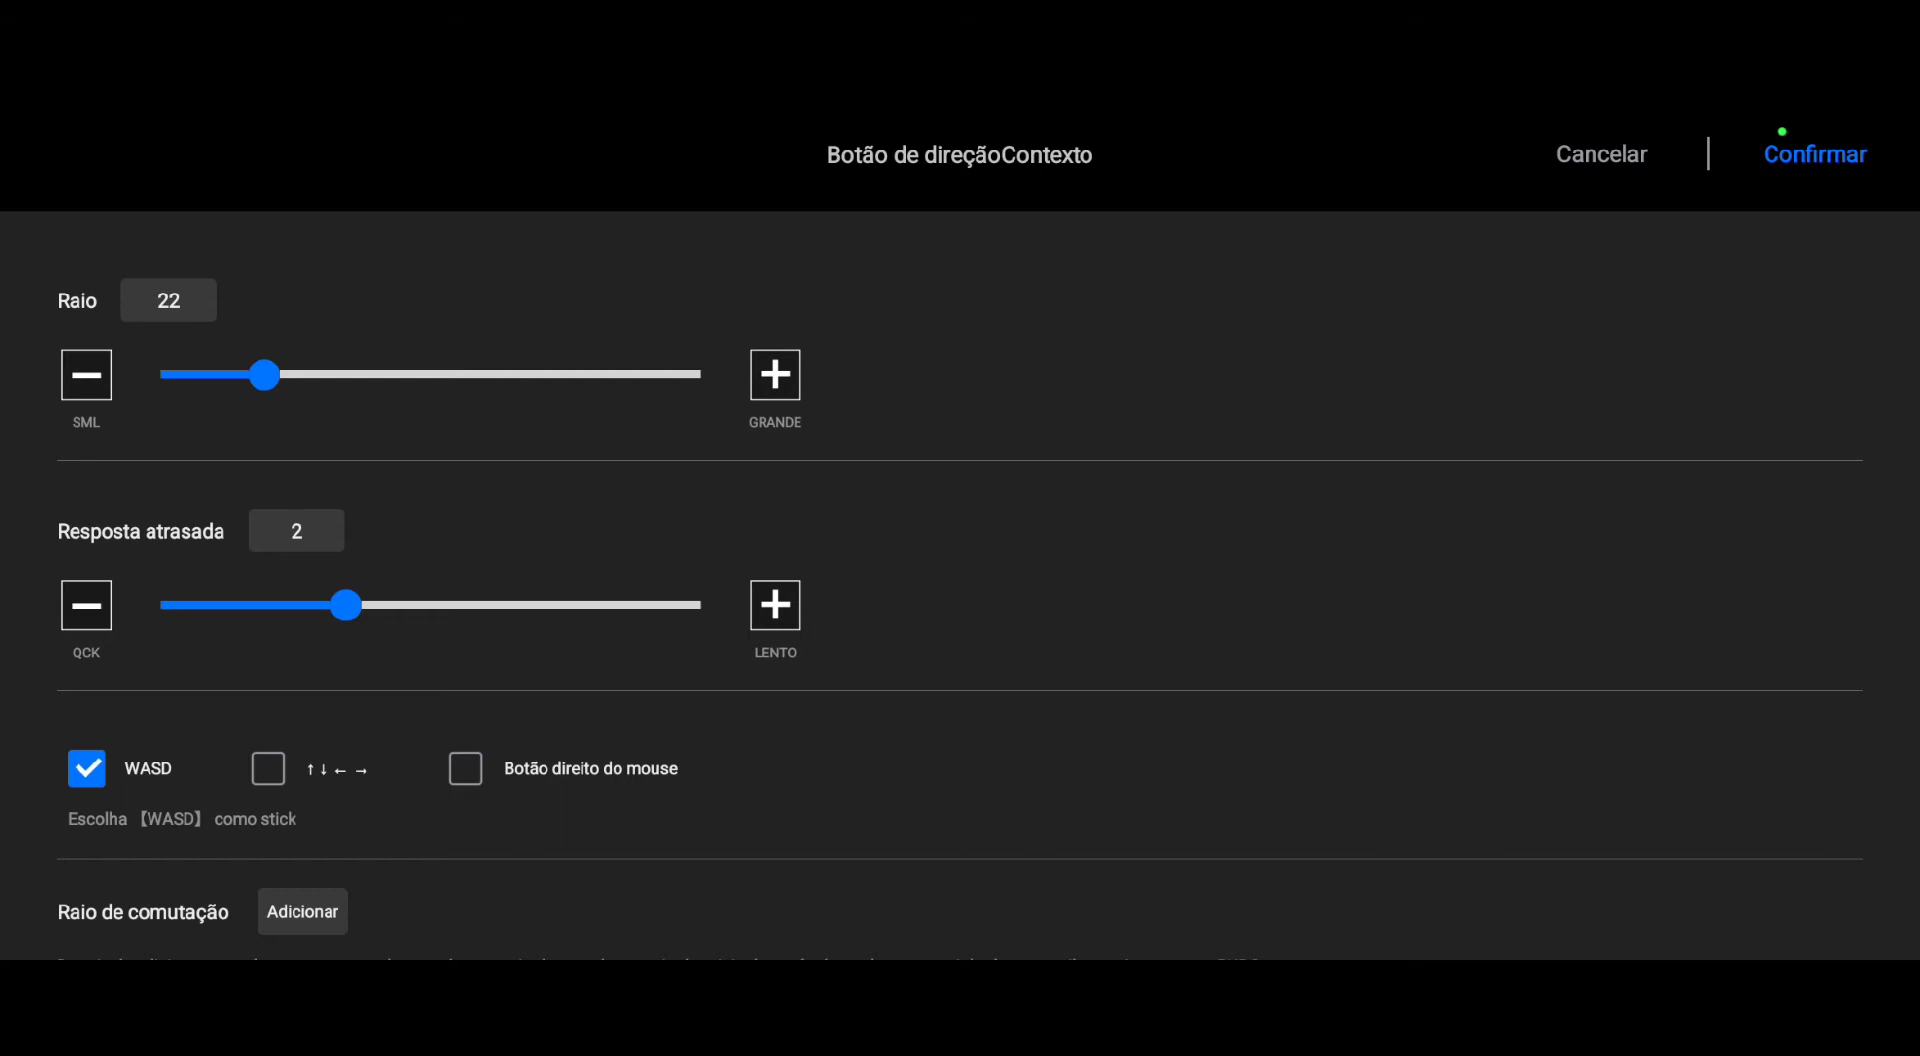 Botão de direçãoContexto
Cancelar
Confirmar
Raio 22
SML
GRANDE
Resposta atrasada 2
QCK
LENTO
WASD
↑↓← →
Botão direito do mouse
Escolha 【WASD】 como stick
Raio de comutação Adicionar